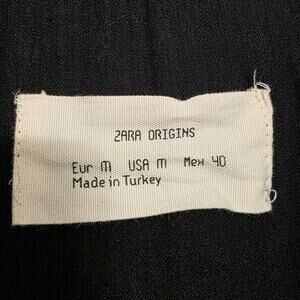 ZARA ORIGINS
Eur M USA M Mex 40
Made in Turkey